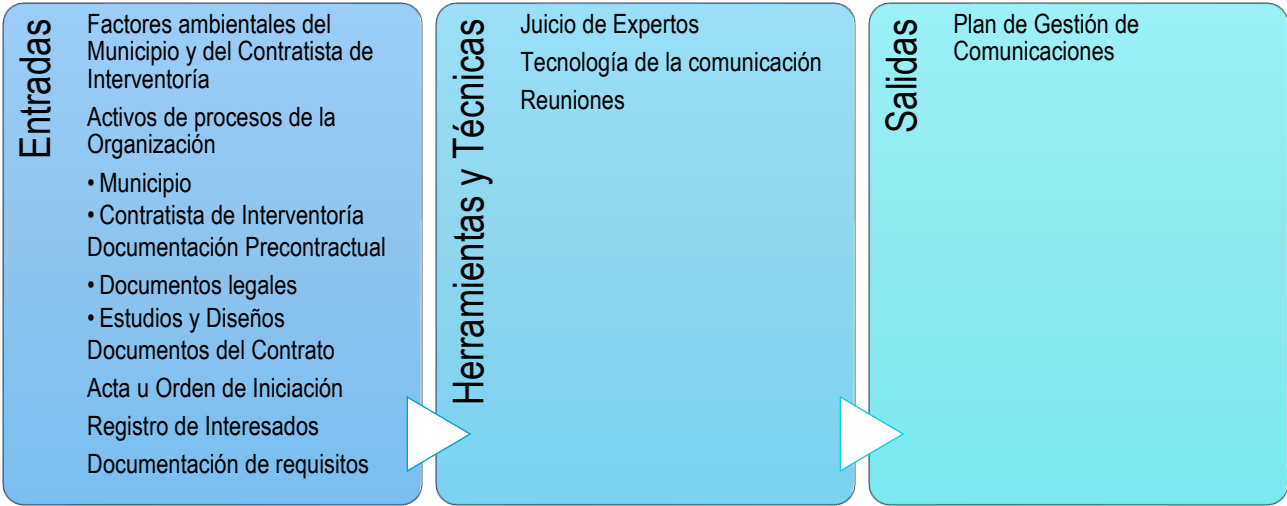 Entradas
Factores ambientales del
Municipio y del Contratista de
Interventoría
Activos de procesos de la
Organización
• Municipio
• Contratista de Interventoría
Documentación Precontractual
• Documentos legales
• Estudios y Diseños
Documentos del Contrato
Acta u Orden de Iniciación
Registro de Interesados
Documentación de requisitos
Herramientas y Técnicas
Juicio de Expertos
Tecnología de la comunicación
Reuniones
Salidas
Plan de Gestión de
Comunicaciones